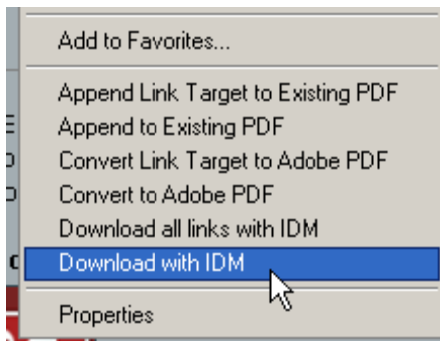 Add to Favorites...
Append Link Target to Existing PDF
Append to Existing PDF
Convert Link Target to Adobe PDF
Convert to Adobe PDF
Download all links with IDM
Download with IDM
Properties